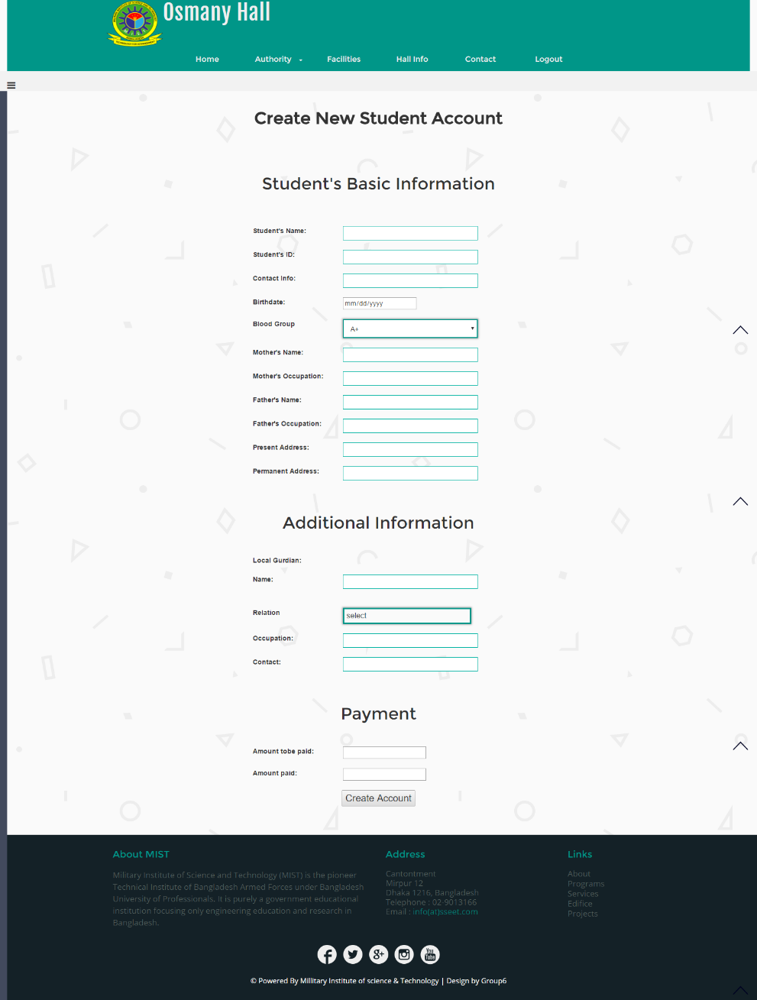 Osmany Hall
Home Authority Facilities Hall Info Contact Logout
Create New Student Account
Student's Basic Information
Student's Name:
Student's ID:
Contact Info:
Birthdate: mm/dd/yyyy
Blood Group A+
Mother's Name:
Mother's Occupation:
Father's Name:
Father's Occupation:
Present Address:
Permanent Address:
Additional Information
Local Gurdian:
Name:
Relation select
Occupation:
Contact:
Payment
Amount tobe paid:
Amount paid:
Create Account
About MIST
Military Institute of Science and Technology (MIST) is the pioneer
Technical Institute of Bangladesh Armed Forces under Bangladesh
University of Professionals. It is purely a government educational
institution focusing only engineering education and research in
Bangladesh.
Address
Cantontment
Mirpur 12
Dhaka 1216, Bangladesh
Telephone : 02-9013166
Email : info(at)sseet.com
Links
About
Programs
Services
Edifice
Projects
You
Tube
© Powered By Millitary Institute of science & Technology | Design by Group6